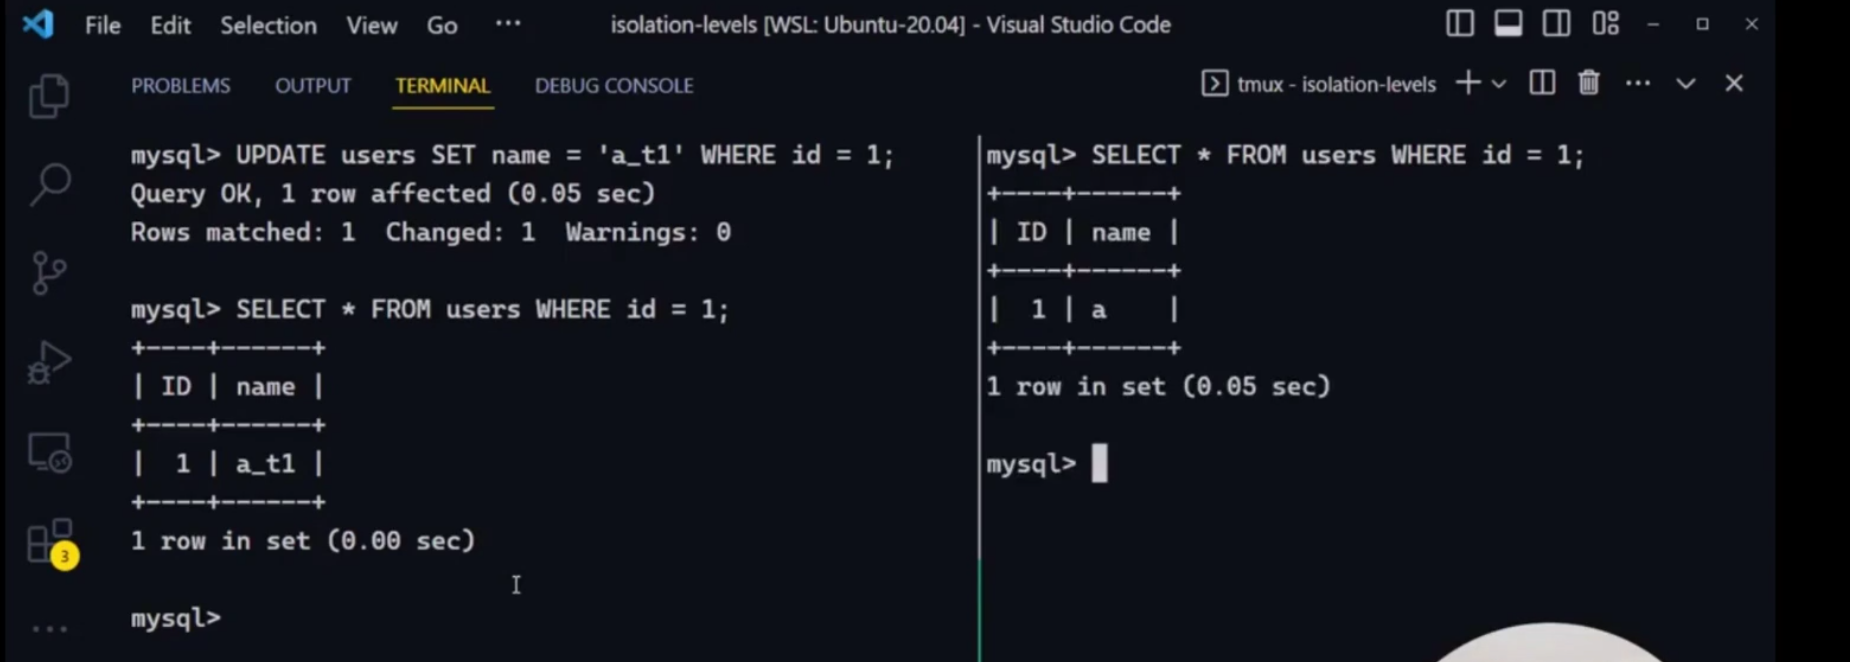 File Edit Selection View Go ··· isolation-levels [WSL: Ubuntu-20.04] - Visual Studio Code
PROBLEMS OUTPUT TERMINAL DEBUG CONSOLE tmux - isolation-levels
mysql> UPDATE users SET name = 'a_t1' WHERE id = 1;
Query OK, 1 row affected (0.05 sec)
Rows matched: 1  Changed: 1  Warnings: 0
mysql> SELECT * FROM users WHERE id = 1;
+----+------+
| ID | name |
+----+------+
|  1 | a_t1 |
+----+------+
1 row in set (0.00 sec)
mysql>
mysql> SELECT * FROM users WHERE id = 1;
+----+------+
| ID | name |
+----+------+
|  1 | a    |
+----+------+
1 row in set (0.05 sec)
mysql>
3